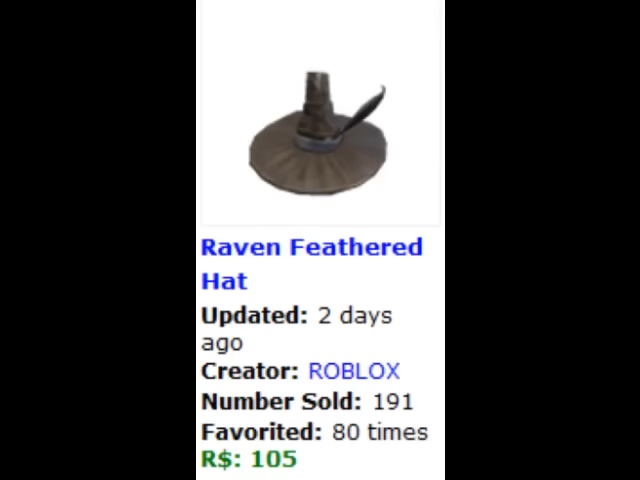 Raven Feathered
Hat
Updated: 2 days
ago
Creator: ROBLOX
Number Sold: 191
Favorited: 80 times
R$: 105